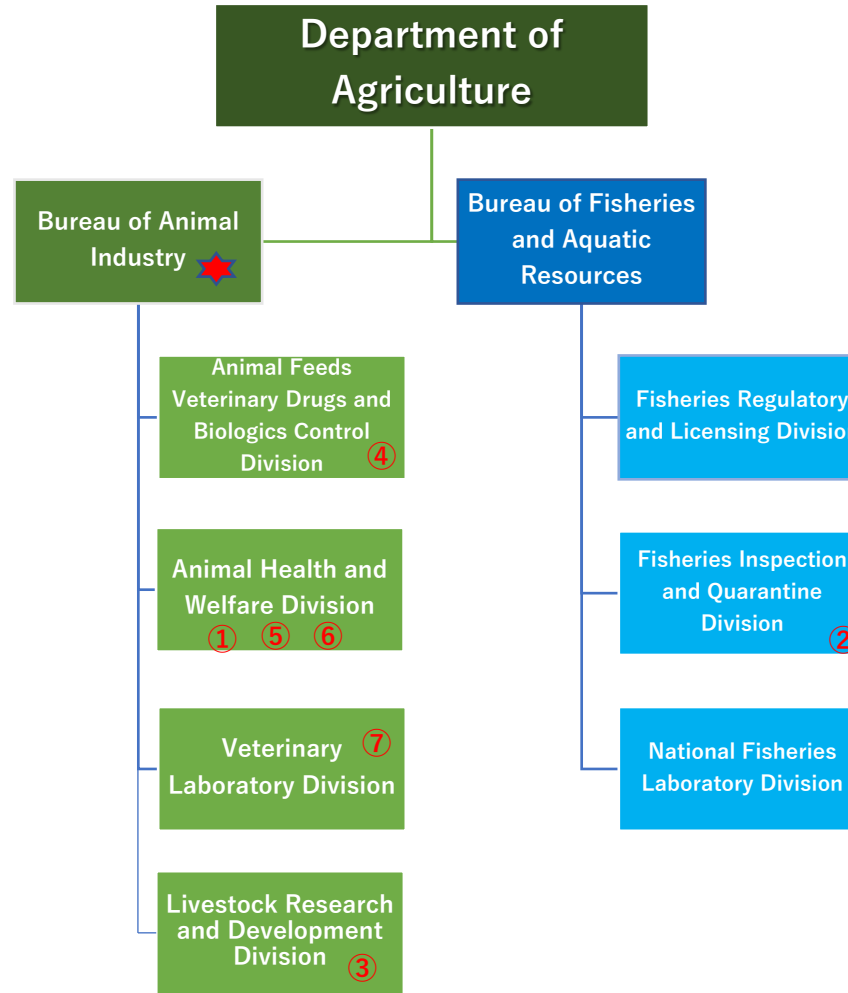 Department of
Agriculture
Bureau of Animal
Industry
Bureau of Fisheries
and Aquatic
Resources
Animal Feeds
Veterinary Drugs and
Biologics Control
Division
④
Animal Health and
Welfare Division
① ⑤ ⑥
Veterinary ⑦
Laboratory Division
Livestock Research
and Development
Division
③
Fisheries Regulatory
and Licensing Division
Fisheries Inspection
and Quarantine
Division
②
National Fisheries
Laboratory Division